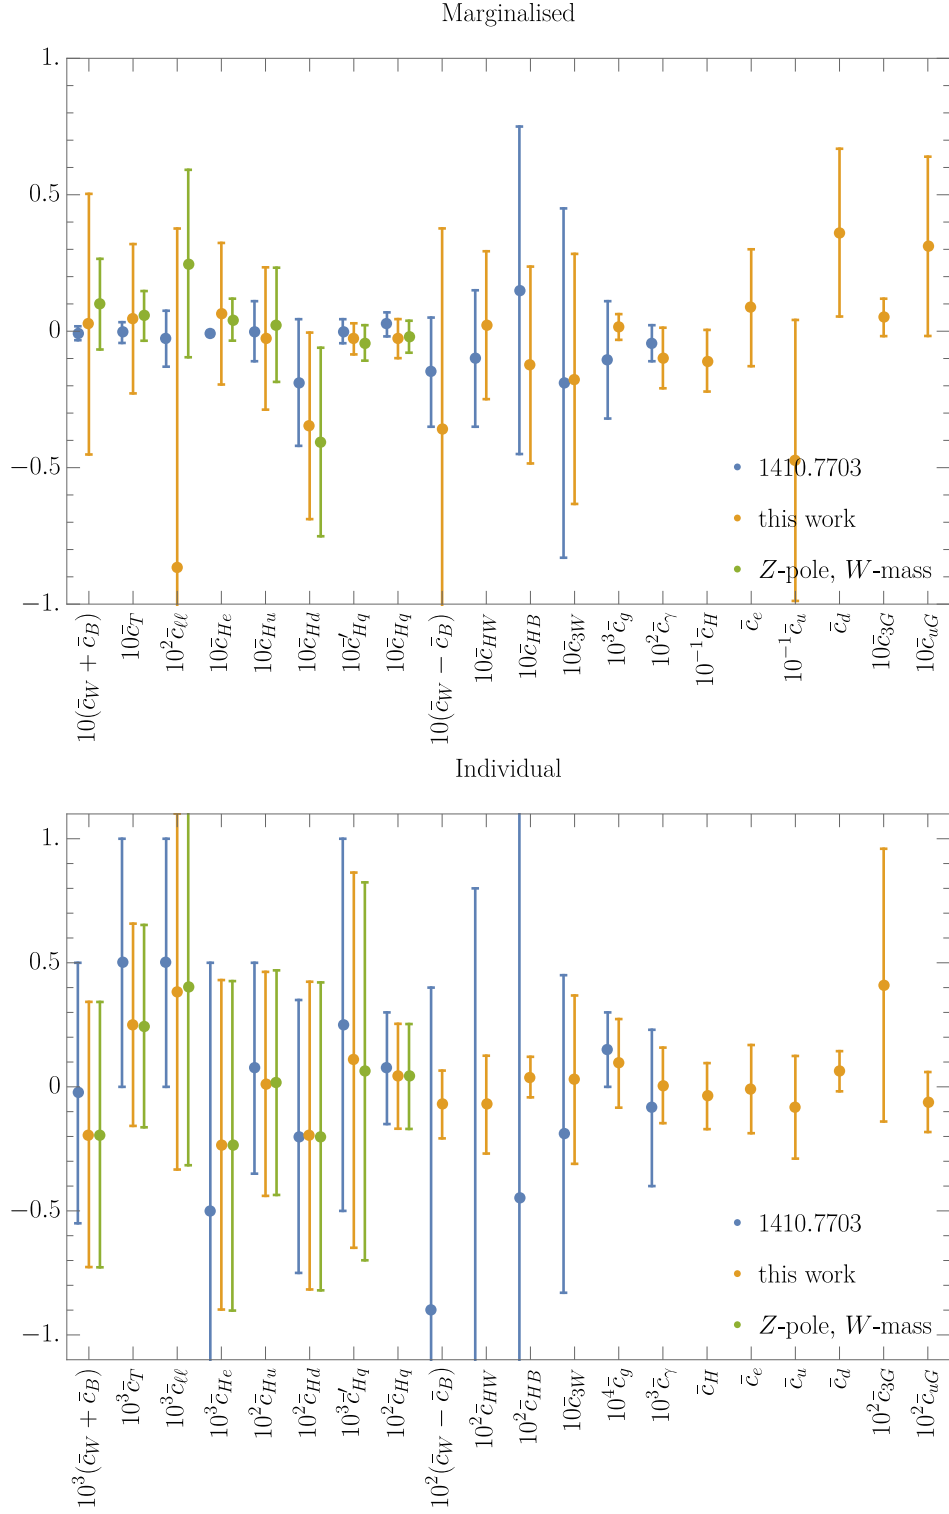 Marginalised
1.
0.5
0
−0.5
−1.
1410.7703
this work
Z-pole, W-mass
10(c̄_W + c̄_B)
10c̄_T
10²c̄_ℓℓ
10c̄_He
10c̄_Hu
10c̄_Hd
10c̄′_Hq
10c̄_Hq
10(c̄_W − c̄_B)
10c̄_HW
10c̄_HB
10c̄_3W
10³c̄_g
10²c̄_γ
10⁻¹c̄_H
c̄_e
10⁻¹c̄_u
c̄_d
10c̄_3G
10c̄_uG
Individual
1.
0.5
0
−0.5
−1.
1410.7703
this work
Z-pole, W-mass
10³(c̄_W + c̄_B)
10³c̄_T
10³c̄_ℓℓ
10³c̄_He
10²c̄_Hu
10²c̄_Hd
10³c̄′_Hq
10²c̄_Hq
10²(c̄_W − c̄_B)
10²c̄_HW
10²c̄_HB
10c̄_3W
10⁴c̄_g
10³c̄_γ
c̄_H
c̄_e
c̄_u
c̄_d
10²c̄_3G
10²c̄_uG